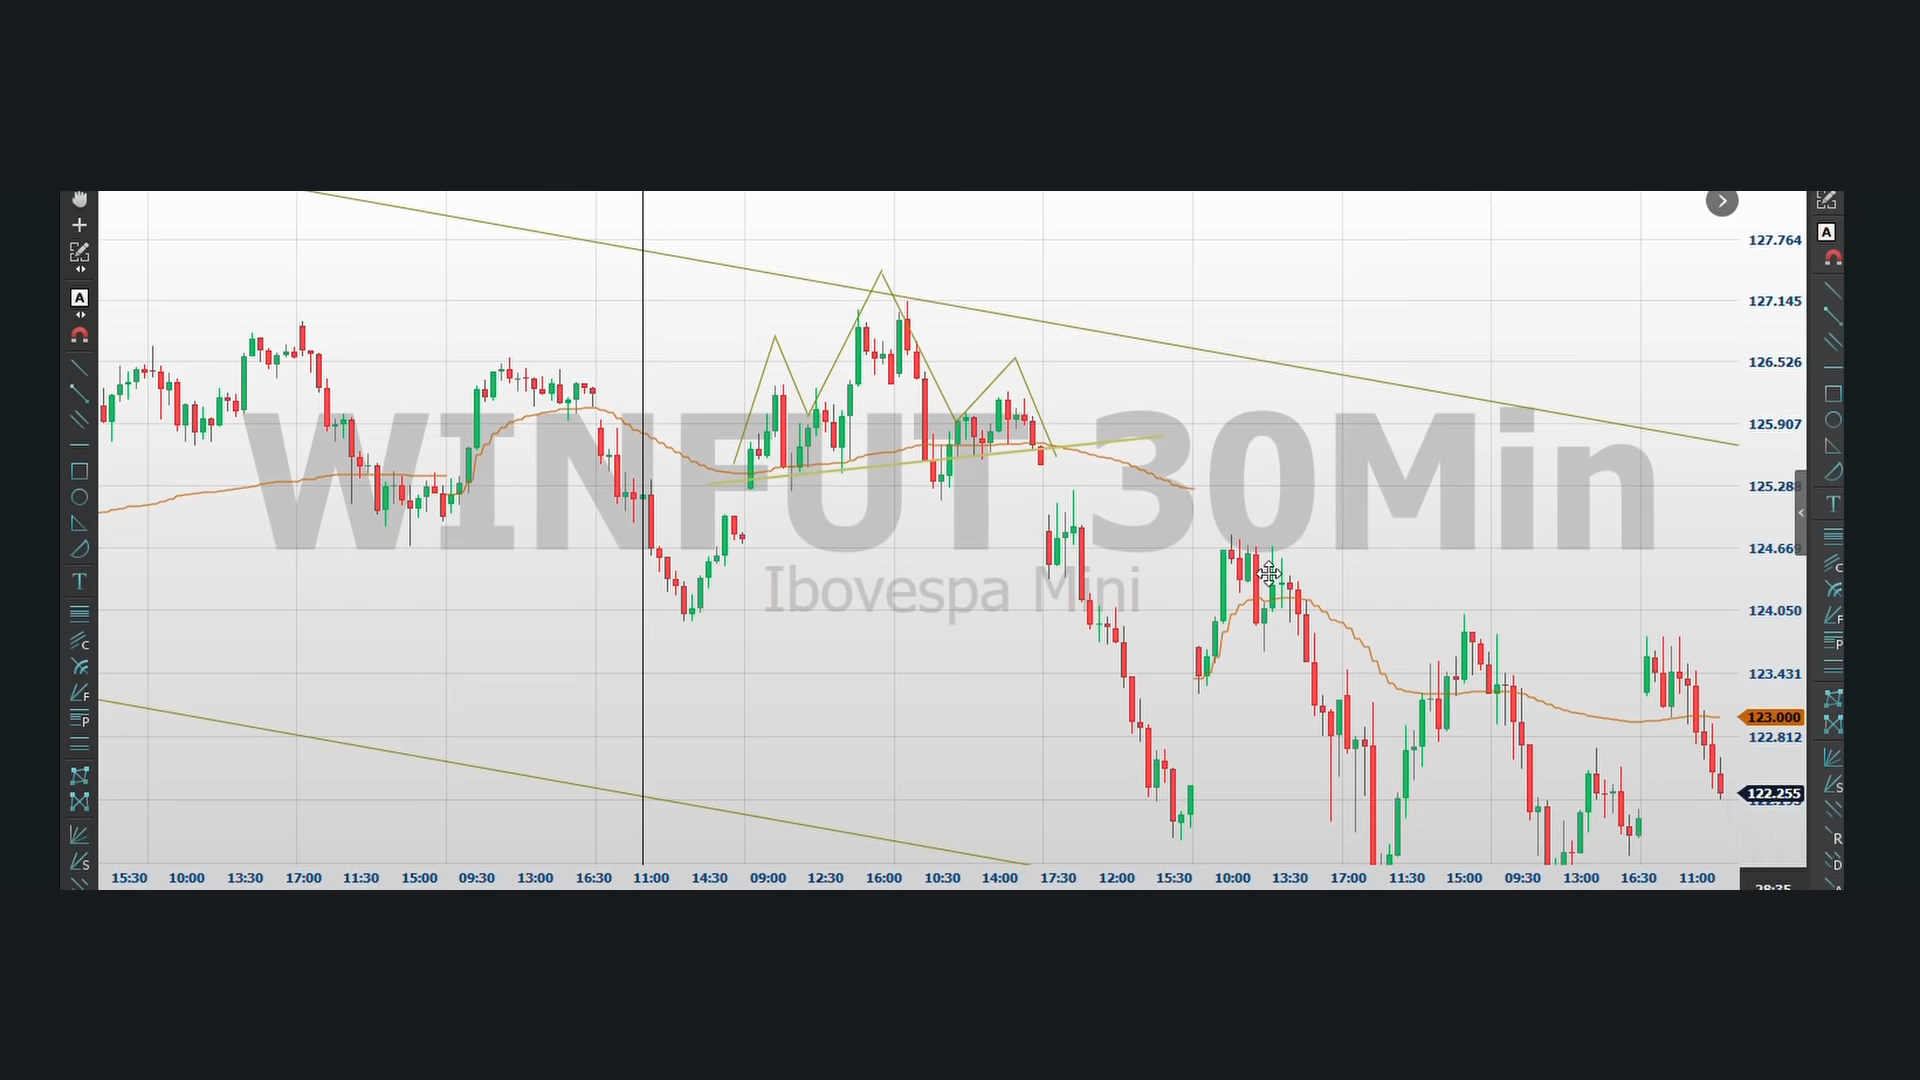 WINFUT 30Min
Ibovespa Mini
127.764
127.145
126.526
125.907
125.288
124.669
124.050
123.431
123.000
122.812
122.255
15:30 10:00 13:30 17:00 11:30 15:00 09:30 13:00 16:30 11:00 14:30 09:00 12:30 16:00 10:30 14:00 17:30 12:00 15:30 10:00 13:30 17:00 11:30 15:00 09:30 13:00 16:30 11:00
A
T
C
F
P
S
A
T
C
F
P
S
R
D